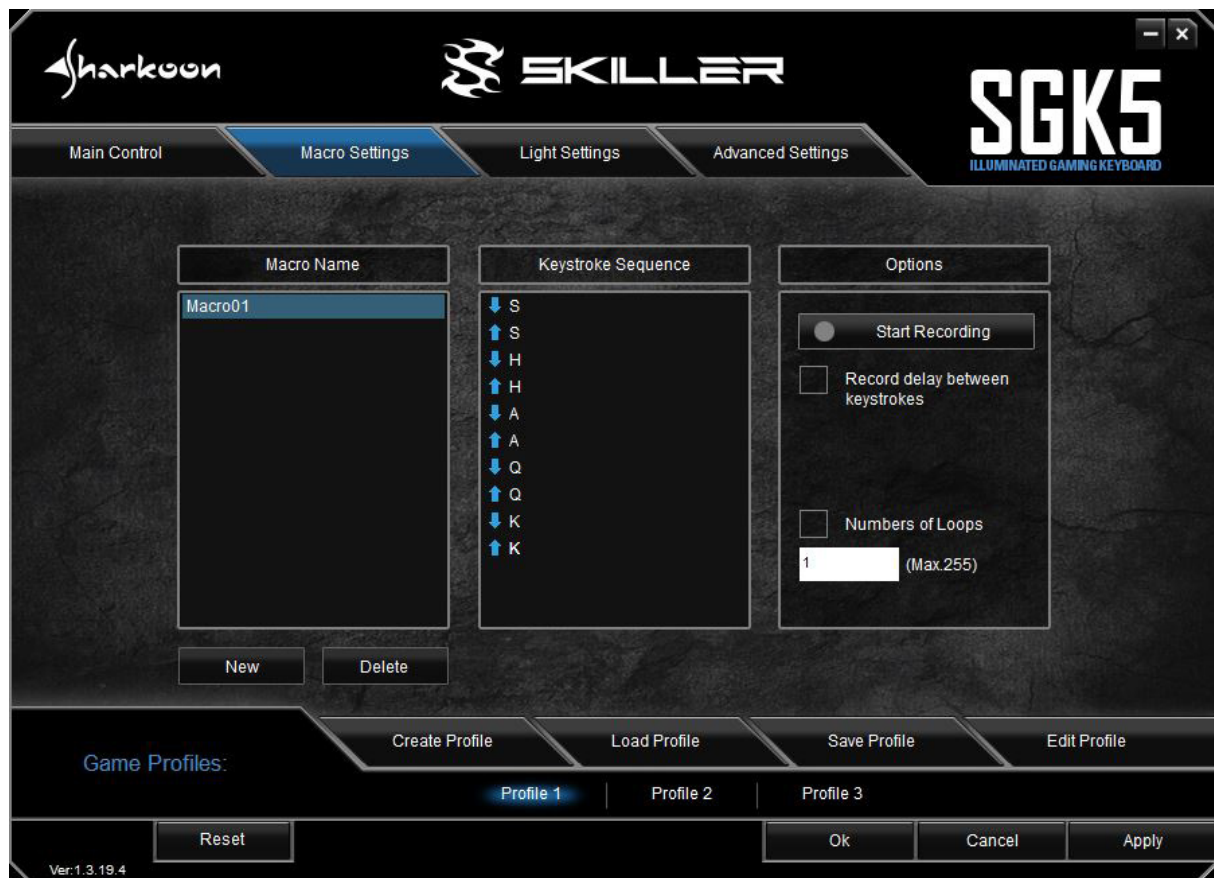 Sharkoon
SKILLER
SGK5
ILLUMINATED GAMING KEYBOARD
Main Control
Macro Settings
Light Settings
Advanced Settings
Macro Name
Keystroke Sequence
Options
Macro01
S
S
H
H
A
A
Q
Q
K
K
Start Recording
Record delay between
keystrokes
Numbers of Loops
1
(Max.255)
New
Delete
Game Profiles:
Create Profile
Load Profile
Save Profile
Edit Profile
Profile 1
Profile 2
Profile 3
Reset
Ok
Cancel
Apply
Ver:1.3.19.4